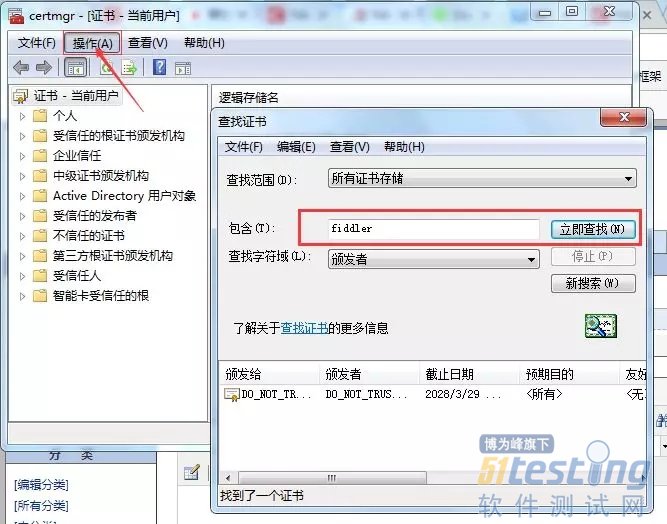 certmgr - [证书 - 当前用户]
文件(F) 操作(A) 查看(V) 帮助(H)
框架
证书 - 当前用户
个人
受信任的根证书颁发机构
企业信任
中级证书颁发机构
Active Directory 用户对象
受信任的发布者
不信任的证书
第三方根证书颁发机构
受信任人
智能卡受信任的根
逻辑存储名
查找证书
文件(F) 编辑(E) 查看(V) 帮助(H)
查找范围(D): 所有证书存储
包含(T): fiddler 立即查找(N)
查找字符域(L): 颁发者 停止(P)
新搜索(W)
了解关于查找证书的更多信息
颁发给 颁发者 截止日期 预期目的 友好
DO_NOT_TR... DO_NOT_TRUS... 2028/3/29 ... <所有> <无
找到了一个证书
分 类
[编辑分类]
[所有分类]
博为峰旗下
51testing
软件测试网